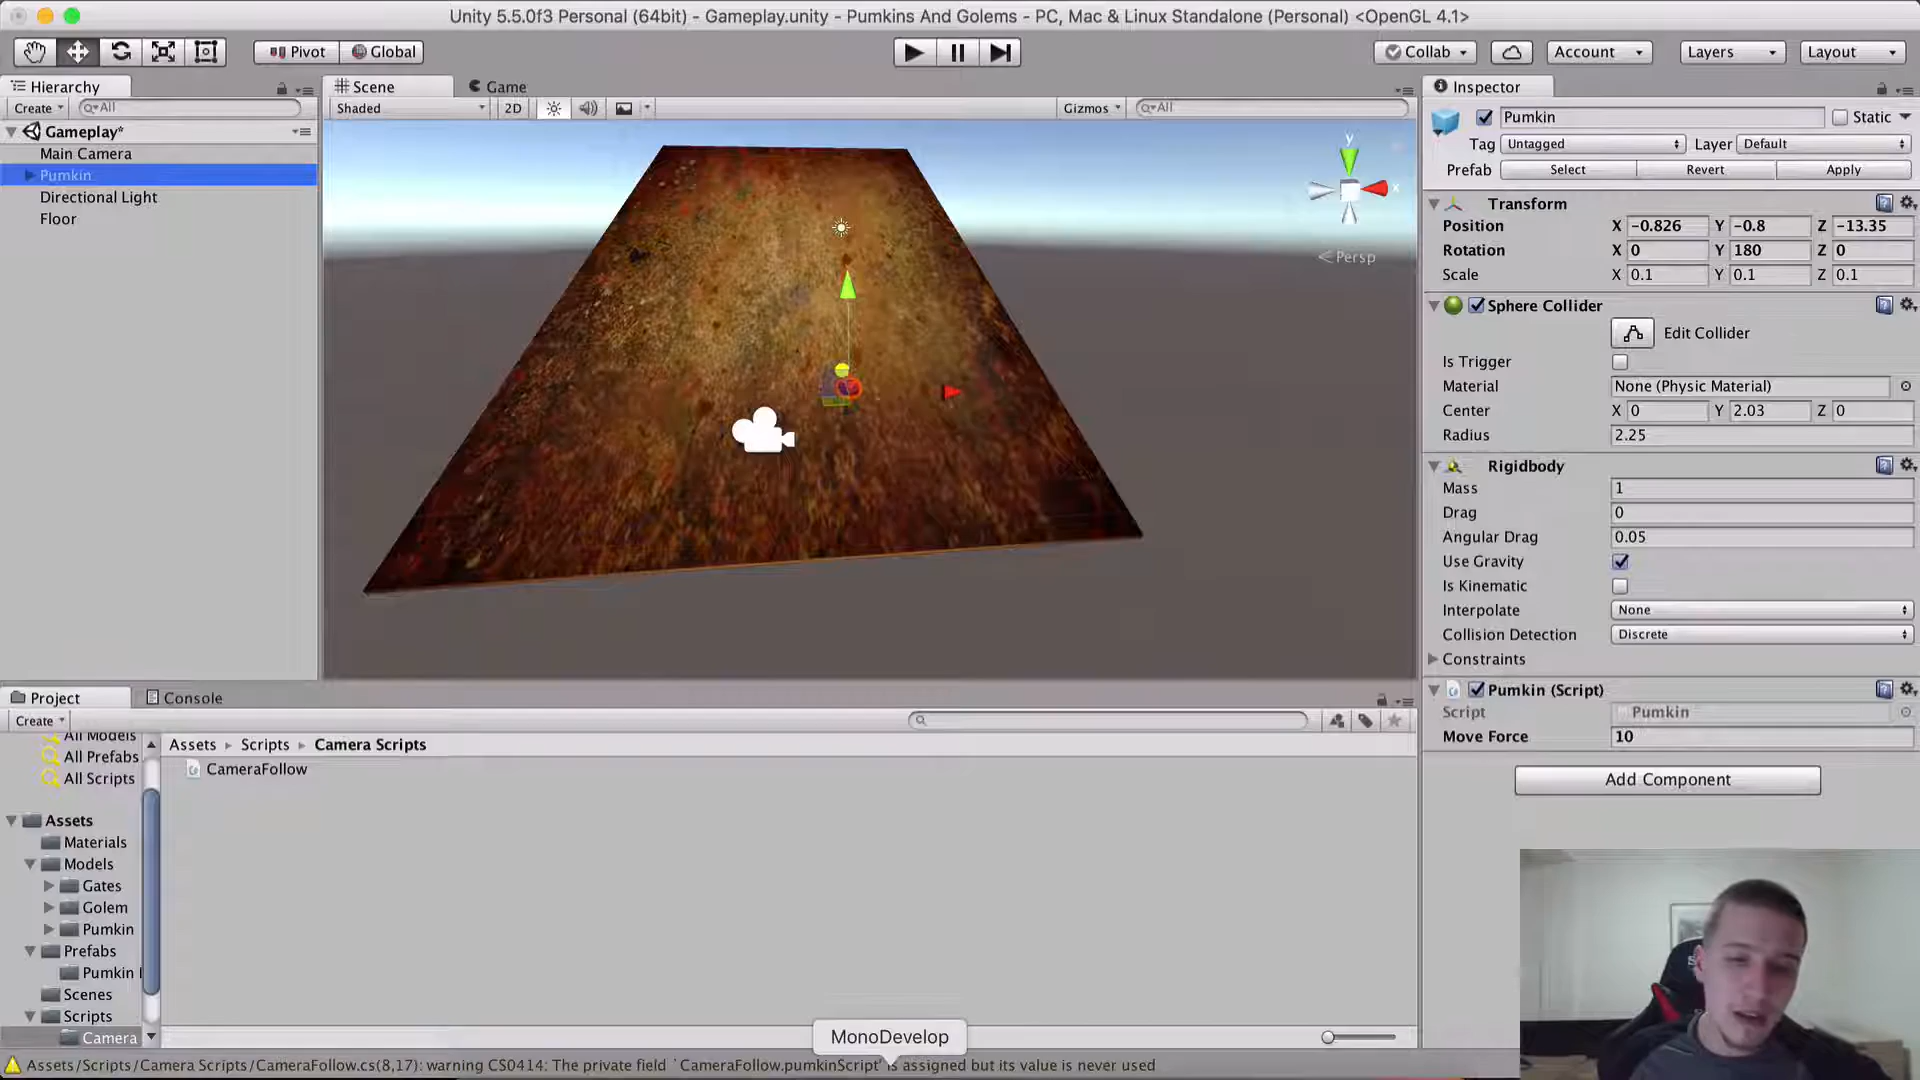 Unity 5.5.0f3 Personal (64bit) - Gameplay.unity - Pumkins And Golems - PC, Mac & Linux Standalone (Personal) <OpenGL 4.1>
Pivot Global Collab Account Layers Layout
Hierarchy
Create All
Gameplay*
Main Camera
Pumkin
Directional Light
Floor
Scene Game
Shaded 2D Gizmos All
y
x
Persp
Inspector
Pumkin Static
Tag Untagged Layer Default
Prefab Select Revert Apply
Transform
Position X -0.826 Y -0.8 Z -13.35
Rotation X 0 Y 180 Z 0
Scale X 0.1 Y 0.1 Z 0.1
Sphere Collider
Edit Collider
Is Trigger
Material None (Physic Material)
Center X 0 Y 2.03 Z 0
Radius 2.25
Rigidbody
Mass 1
Drag 0
Angular Drag 0.05
Use Gravity
Is Kinematic
Interpolate None
Collision Detection Discrete
Constraints
Pumkin (Script)
Script Pumkin
Move Force 10
Add Component
Project Console
Create
All Models
All Prefabs
All Scripts
Assets
Materials
Models
Gates
Golem
Pumkin
Prefabs
Pumkin
Scenes
Scripts
Camera
Assets Scripts Camera Scripts
CameraFollow
MonoDevelop
Assets/Scripts/Camera Scripts/CameraFollow.cs(8,17): warning CS0414: The private field `CameraFollow.pumkinScript' is assigned but its value is never used